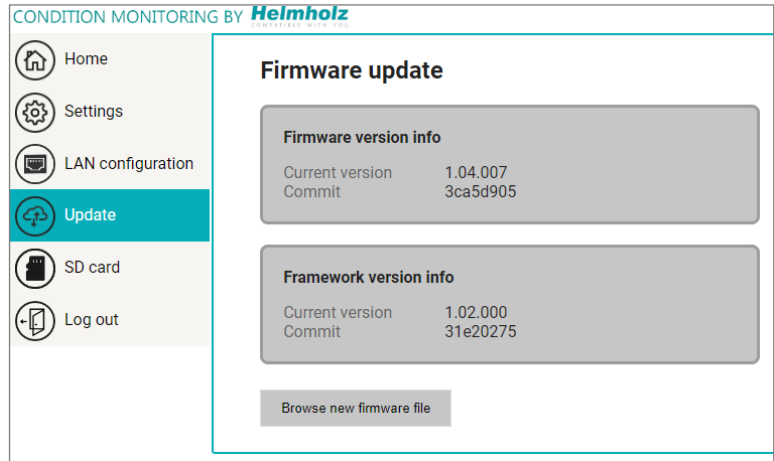 CONDITION MONITORING BY Helmholz
COMPATIBLE WITH YOU
Home
Settings
LAN configuration
Update
SD card
Log out
Firmware update
Firmware version info
Current version 1.04.007
Commit 3ca5d905
Framework version info
Current version 1.02.000
Commit 31e20275
Browse new firmware file